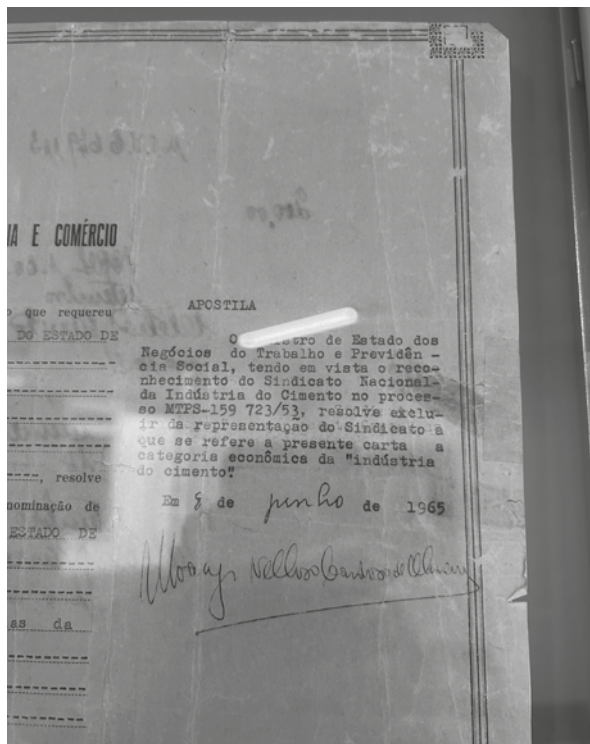 IA E COMÉRCIO
o que requereu
DO ESTADO DE
APOSTILA
O de Estado dos
Negócios do Trabalho e Previdên -
cia Social, tendo em vista o reco-
nhecimento do Sindicato Nacional-
da Indústria do Cimento no proces-
so MTPS-159 723/53, resolve exclu-
ir da representação do Sindicato a
que se refere a presente carta a
categoria econômica da "indústria
do cimento".
Em 8 de junho de 1965
, resolve
nominação de
ESTADO DE
as da